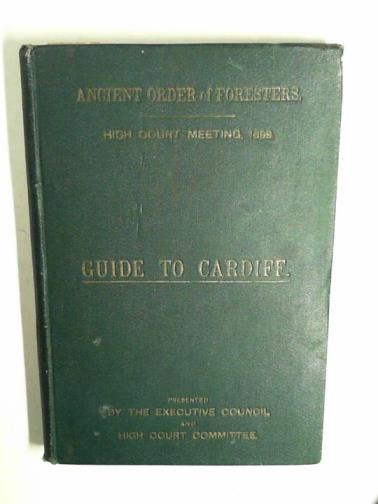 ANCIENT ORDER of FORESTERS.
HIGH COURT MEETING, 1898.
GUIDE TO CARDIFF.
PRESENTED
BY THE EXECUTIVE COUNCIL
AND
HIGH COURT COMMITTEE.